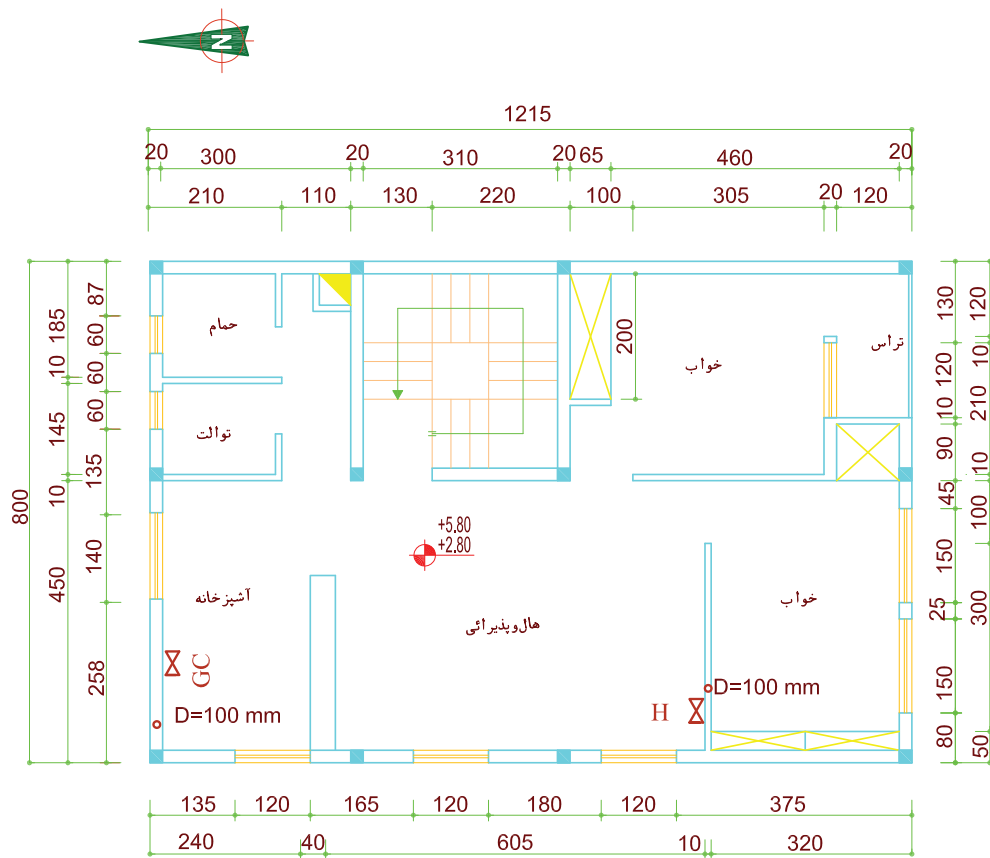 N
1215
20 300 20 310 20 65 460 20
210 110 130 220 100 305 20 120
800
185 10 145 10 450
87 60 60 60 135 140 258
حمام
توالت
200
خواب
تراس
+5.80
+2.80
آشپزخانه
هال و پذیرائی
خواب
GC
D=100 mm
H
D=100 mm
130 120 10 90 45 150 25 150 80
120 10 210 10 100 300 50
135 120 165 120 180 120 375
240 40 605 10 320